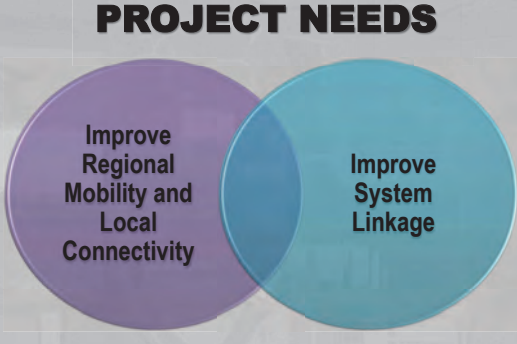 PROJECT NEEDS
Improve
Regional
Mobility and
Local
Connectivity
Improve
System
Linkage